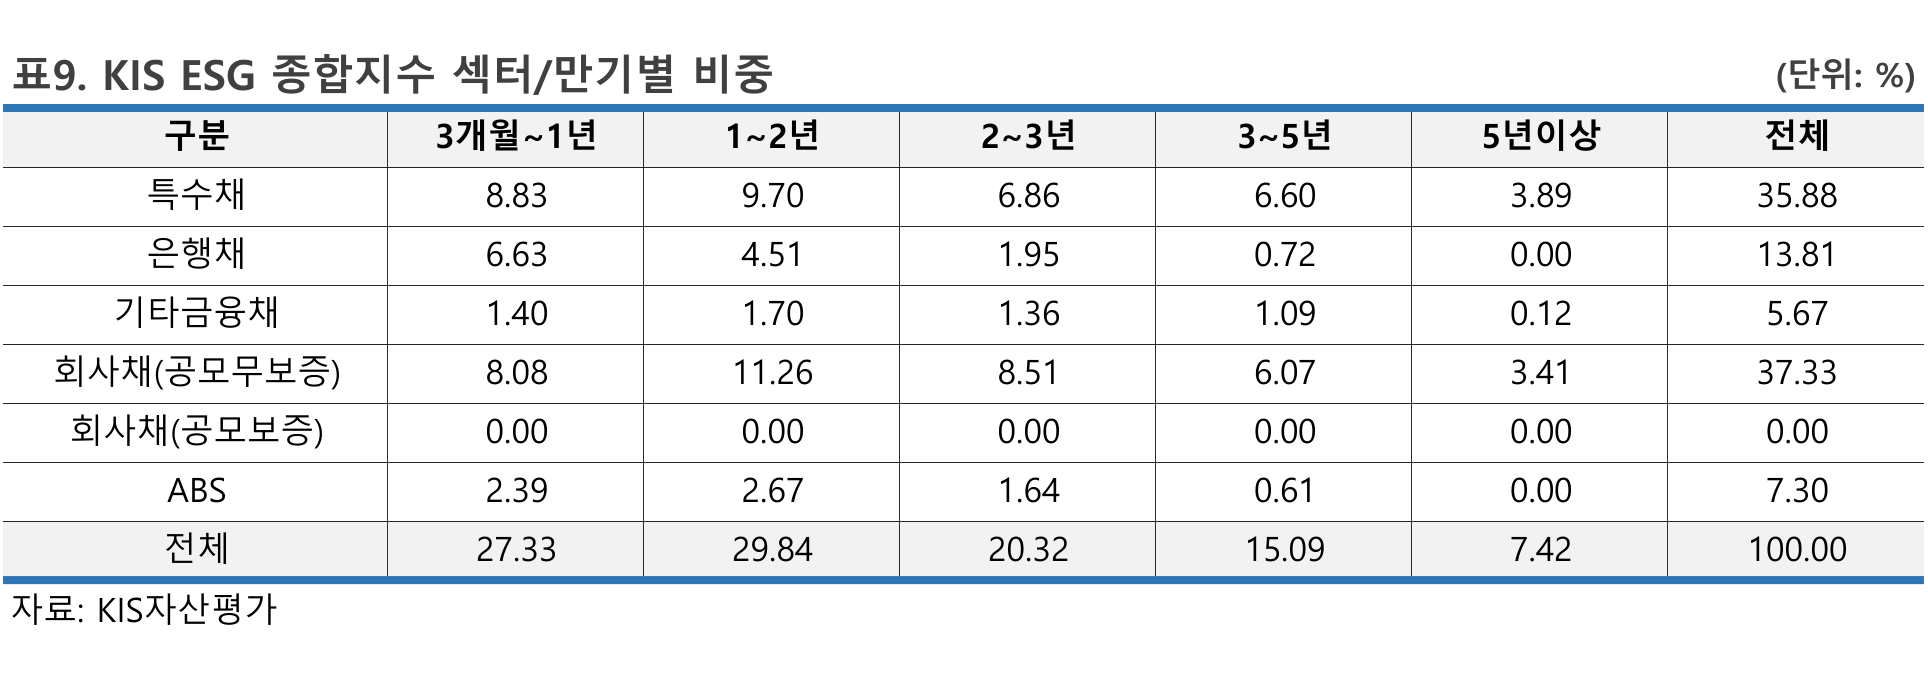 표9. KIS ESG 종합지수 섹터/만기별 비중 (단위: %)
구분 3개월~1년 1~2년 2~3년 3~5년 5년이상 전체
특수채 8.83 9.70 6.86 6.60 3.89 35.88
은행채 6.63 4.51 1.95 0.72 0.00 13.81
기타금융채 1.40 1.70 1.36 1.09 0.12 5.67
회사채(공모무보증) 8.08 11.26 8.51 6.07 3.41 37.33
회사채(공모보증) 0.00 0.00 0.00 0.00 0.00 0.00
ABS 2.39 2.67 1.64 0.61 0.00 7.30
전체 27.33 29.84 20.32 15.09 7.42 100.00
자료: KIS자산평가